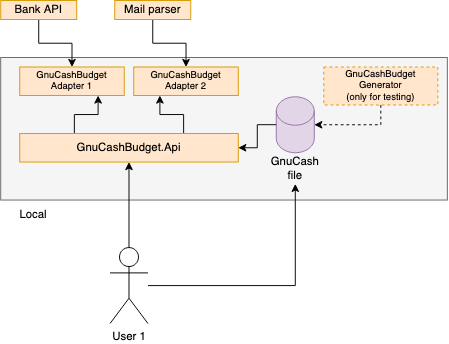 Bank API
Mail parser
GnuCashBudget
Adapter 1
GnuCashBudget
Adapter 2
GnuCashBudget
Generator
(only for testing)
GnuCashBudget.Api
GnuCash
file
Local
User 1